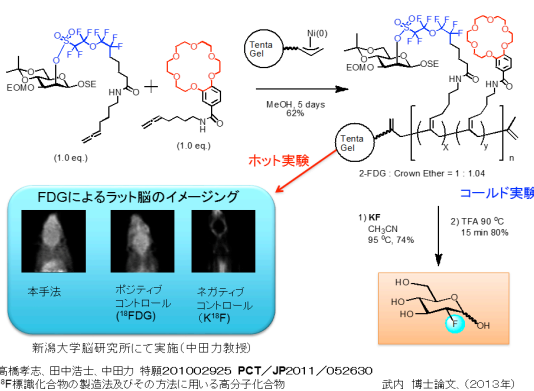 Ni(0)
Tenta
Gel
MeOH, 5 days
62%
EOMO
OSE
NH
O
(1.0 eq.)
+
(1.0 eq.)
Tenta
Gel
x
y
n
2-FDG : Crown Ether = 1 : 1.04
ホット実験
コールド実験
FDGによるラット脳のイメージング
本手法
ポジティブ
コントロール
(¹⁸FDG)
ネガティブ
コントロール
(K¹⁸F)
1) KF
CH₃CN
95 ⁰C, 74%
2) TFA 90 ⁰C
15 min 80%
HO
HO
HO
O
F
OH
新潟大学脳研究所にて実施(中田力教授)
高橋孝志、田中浩士、中田力 特願201002925 PCT/JP2011/052630
¹⁸F標識化合物の製造法及びその方法に用いる高分子化合物
武内 博士論文、(2013年)